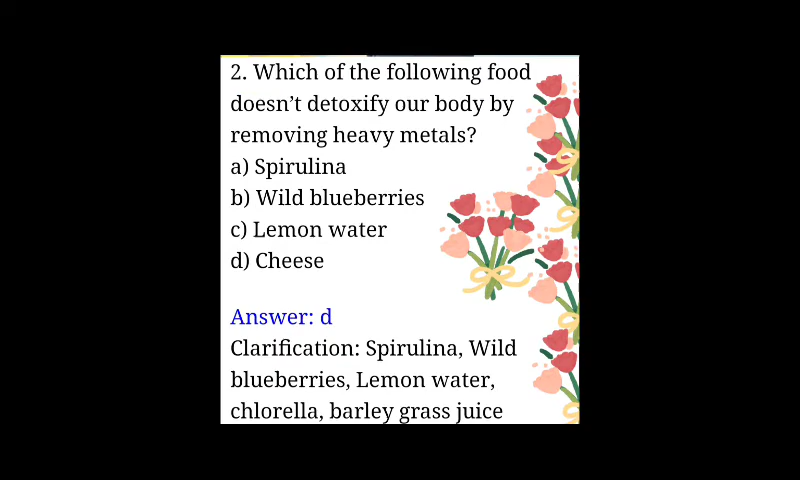 2. Which of the following food
doesn’t detoxify our body by
removing heavy metals?
a) Spirulina
b) Wild blueberries
c) Lemon water
d) Cheese
Answer: d
Clarification: Spirulina, Wild
blueberries, Lemon water,
chlorella, barley grass juice